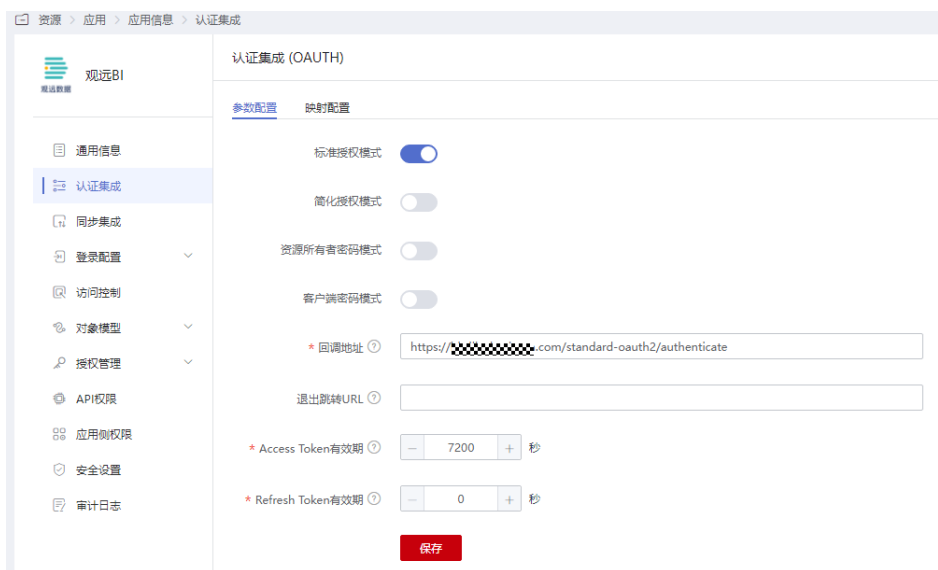 资源 > 应用 > 应用信息 > 认证集成
观远数据
观远BI
通用信息
认证集成
同步集成
登录配置
访问控制
对象模型
授权管理
API权限
应用侧权限
安全设置
审计日志
认证集成 (OAUTH)
参数配置 映射配置
标准授权模式
简化授权模式
资源所有者密码模式
客户端密码模式
* 回调地址 ? https://.com/standard-oauth2/authenticate
退出跳转URL ?
* Access Token有效期 ? − 7200 + 秒
* Refresh Token有效期 ? − 0 + 秒
保存